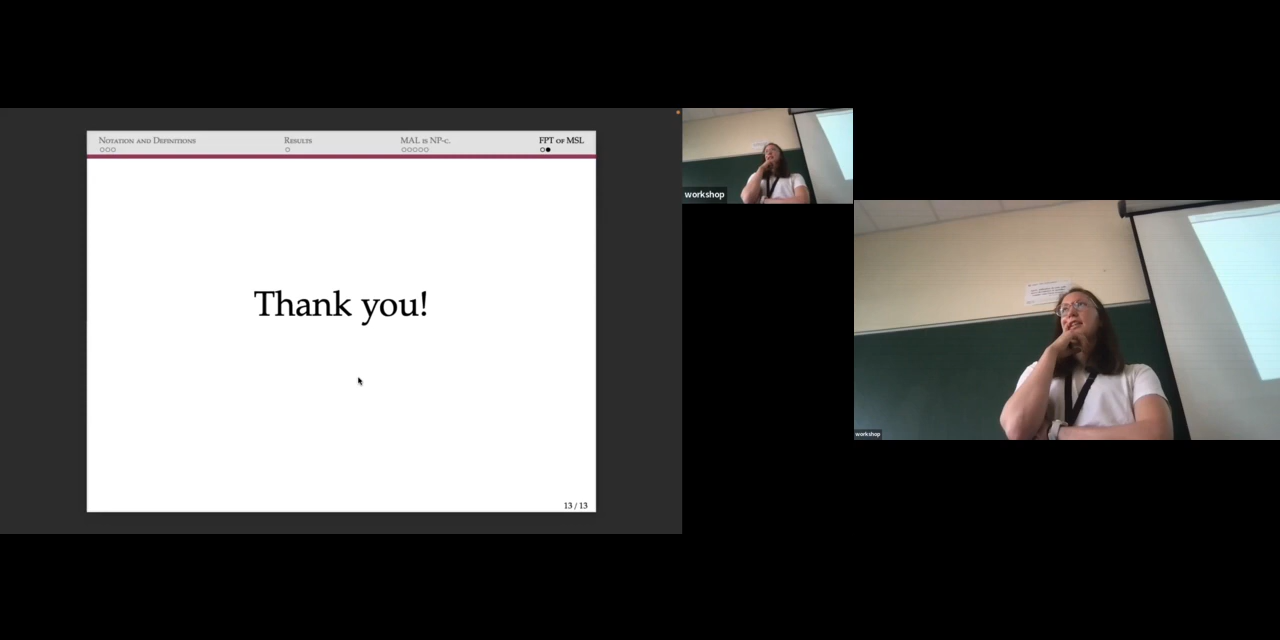 Notation and Definitions
Results
MAL is NP-c.
FPT of MSL
Thank you!
13 / 13
workshop
workshop